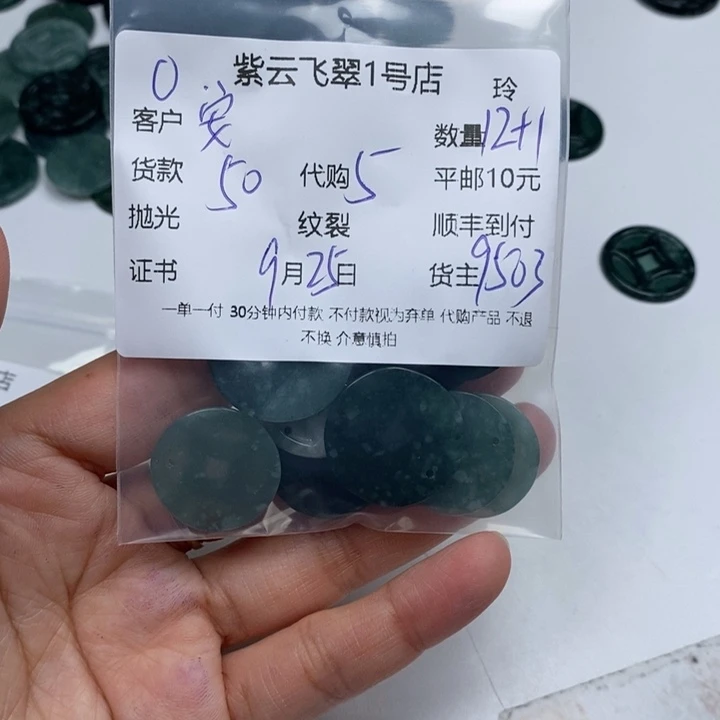 O 紫云飞翠1号店 玲
客户 安 数量 12+1
货款 50 代购 5 平邮10元
抛光 纹裂 顺丰到付
证书 9月25日 货主 9503
一单一付 30分钟内付款 不付款视为弃单 代购产品 不退
不换 介意慎拍
店